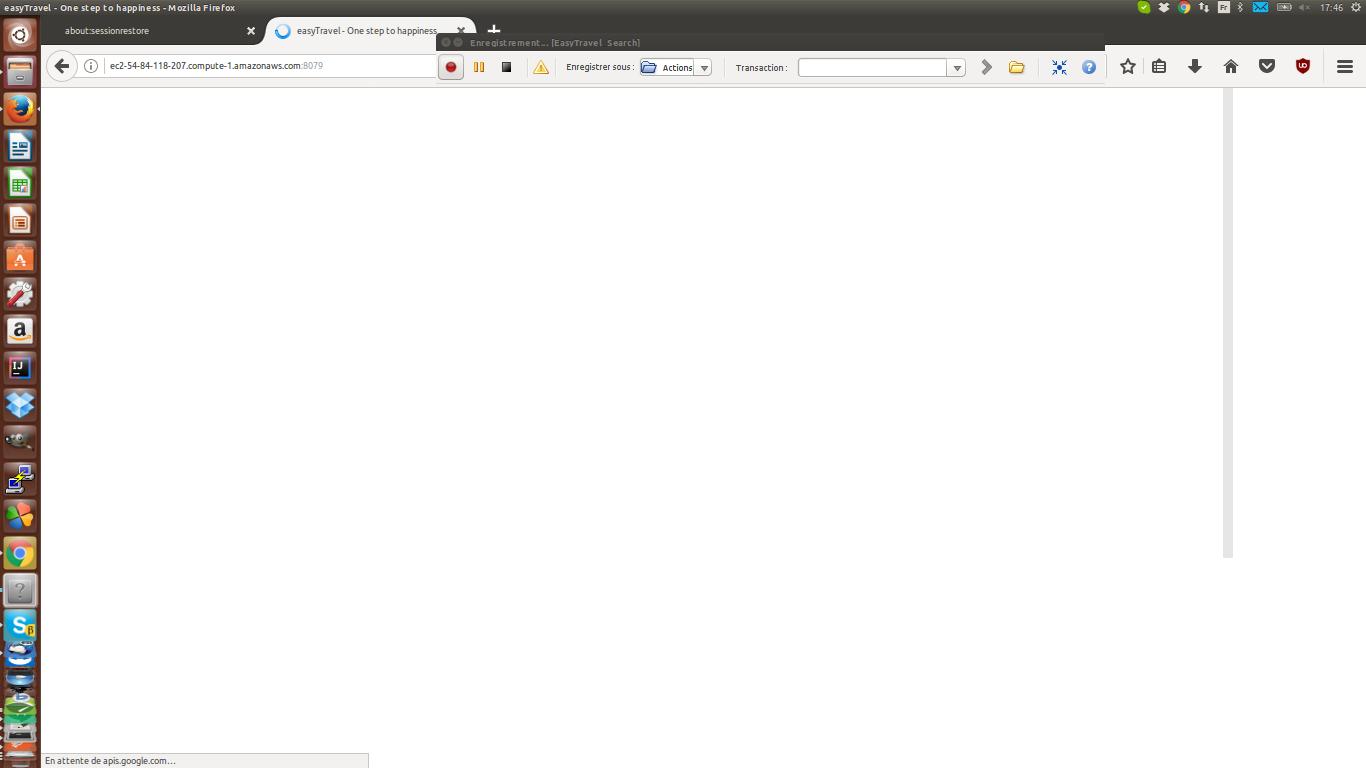 easyTravel - One step to happiness - Mozilla Firefox
Fr
17:46
about:sessionrestore
easyTravel - One step to happiness
Enregistrement... [EasyTravel Search]
ec2-54-84-118-207.compute-1.amazonaws.com:8079
Enregistrer sous :
Actions
Transaction :
En attente de apis.google.com...